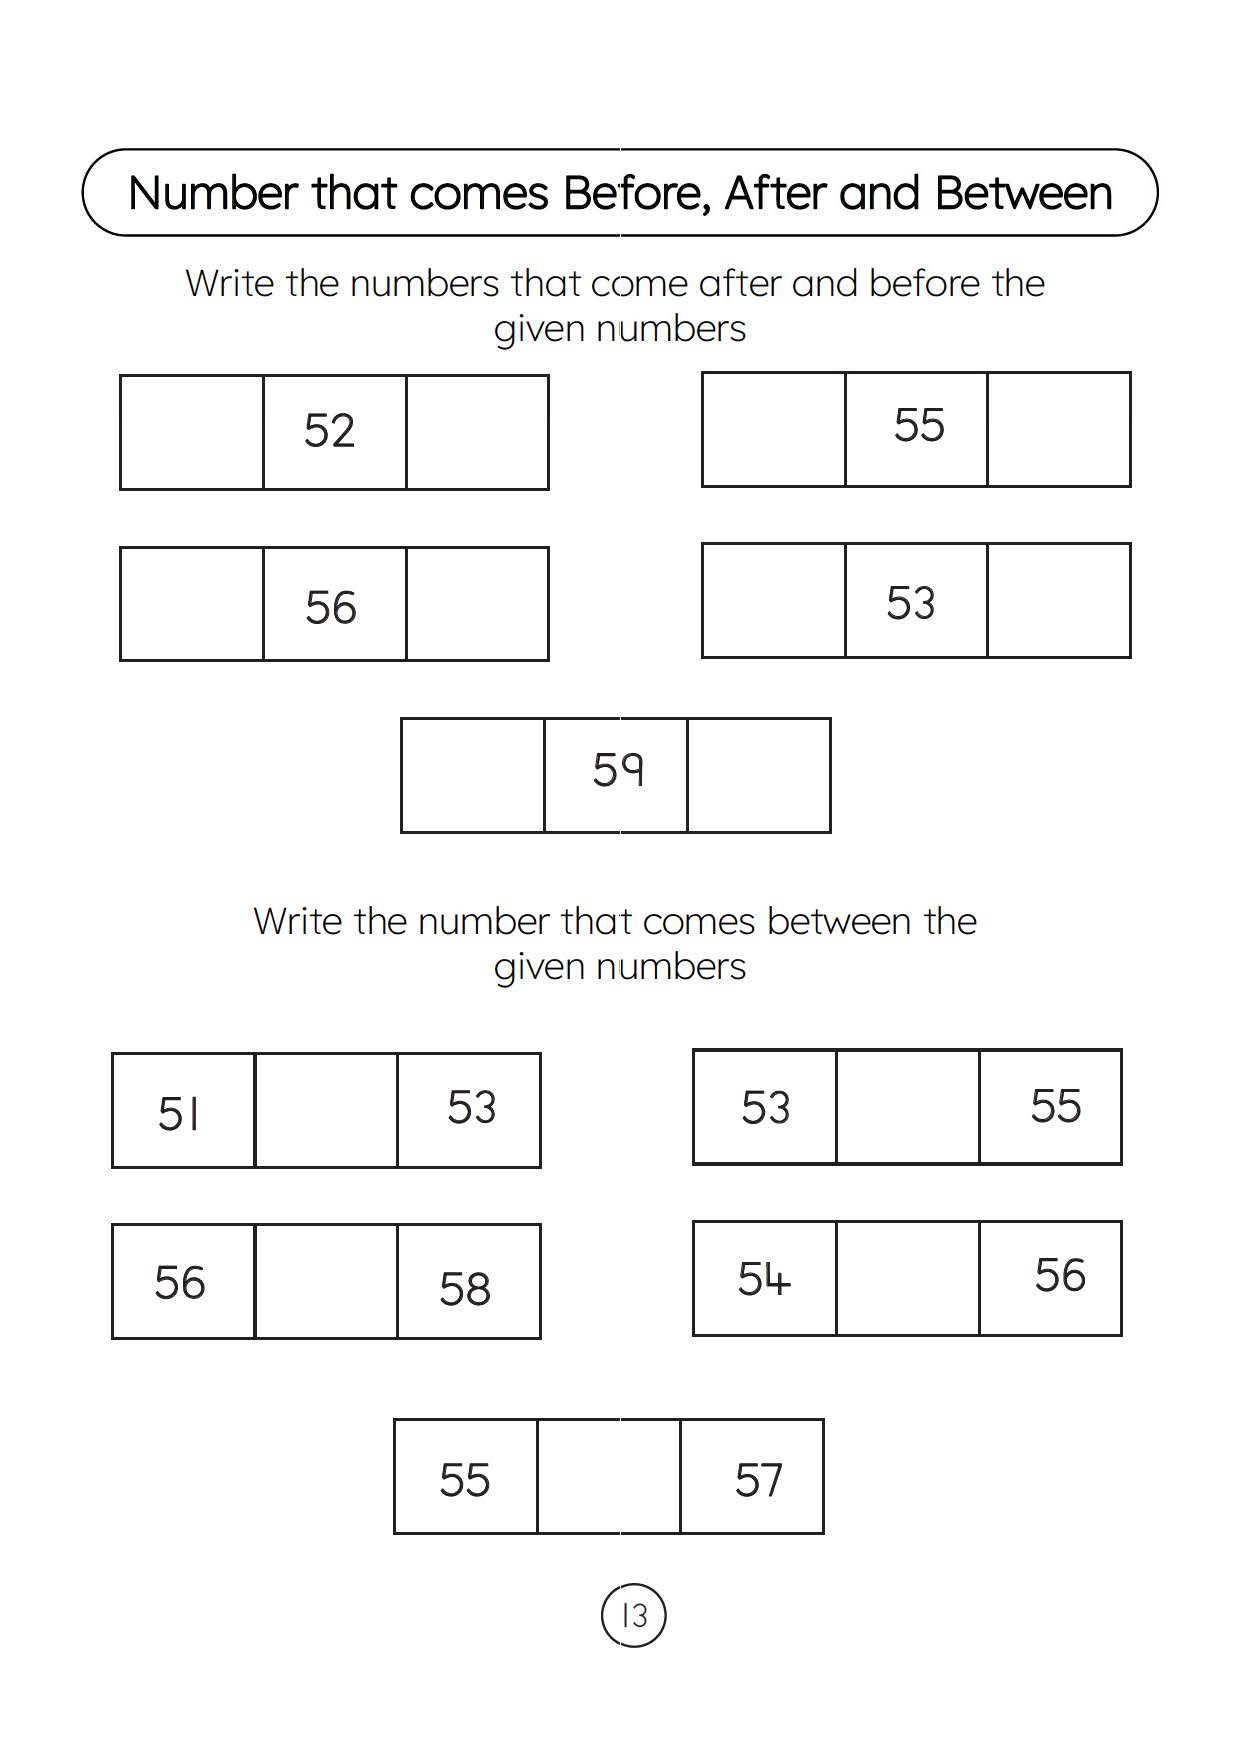 Number that comes Before, After and Between
Write the numbers that come after and before the
given numbers
52
55
56
53
59
Write the number that comes between the
given numbers
51 53
53 55
56 58
54 56
55 57
13